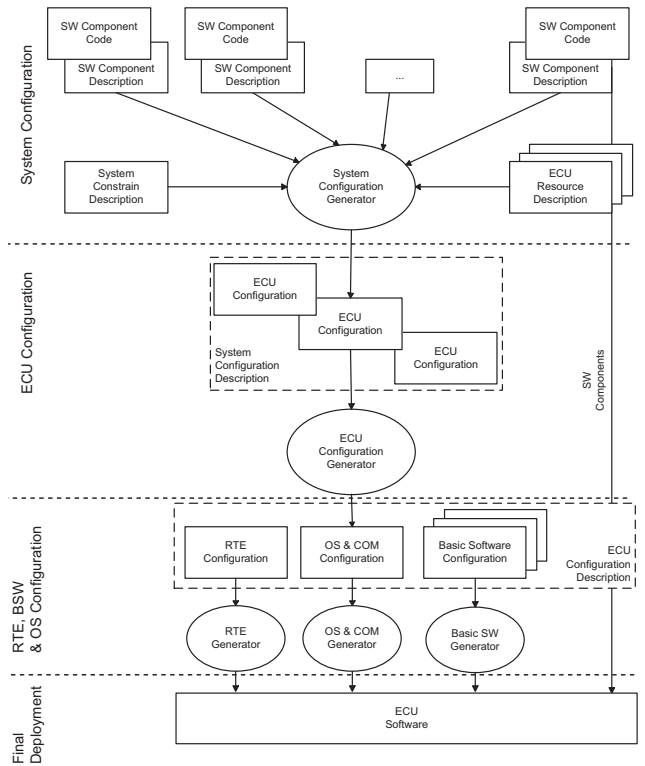 SW Component
Code
SW Component
Description
SW Component
Code
SW Component
Description
...
SW Component
Code
SW Component
Description
System Configuration
System
Constrain
Description
System
Configuration
Generator
ECU
Resource
Description
ECU Configuration
ECU
Configuration
ECU
Configuration
ECU
Configuration
System
Configuration
Description
SW
Components
ECU
Configuration
Generator
RTE, BSW
& OS Configuration
RTE
Configuration
OS & COM
Configuration
Basic Software
Configuration
ECU
Configuration
Description
RTE
Generator
OS & COM
Generator
Basic SW
Generator
Final
Deployment
ECU
Software